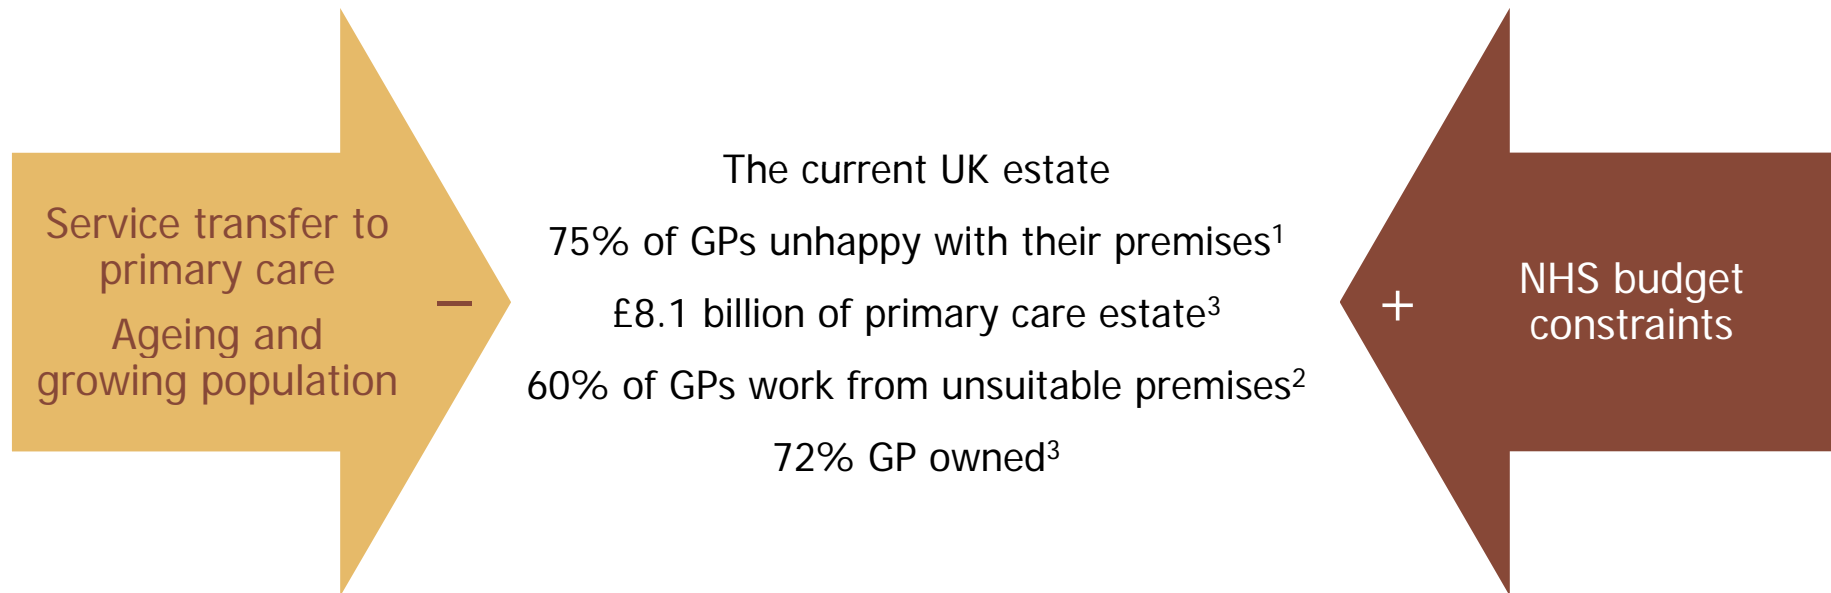 Service transfer to
primary care
Ageing and
growing population
−
The current UK estate
75% of GPs unhappy with their premises¹
£8.1 billion of primary care estate³
60% of GPs work from unsuitable premises²
72% GP owned³
+
NHS budget
constraints